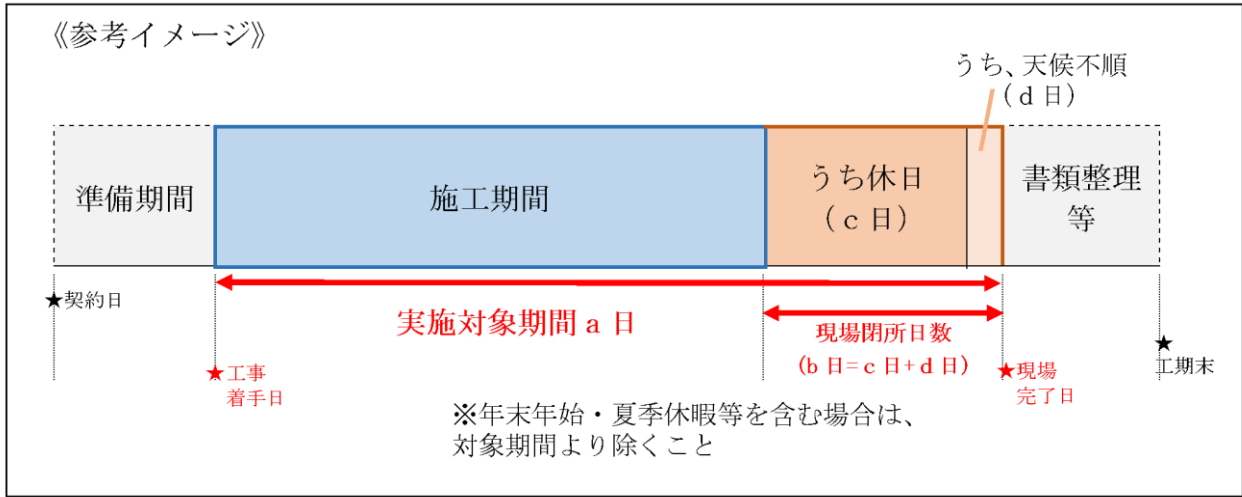 《参考イメージ》
うち、天候不順
(d日)
準備期間
施工期間
うち休日
(c日)
書類整理
等
★契約日
実施対象期間a日
現場閉所日数
(b日=c日+d日)
★
工期末
★工事
着手日
★現場
完了日
※年末年始・夏季休暇等を含む場合は、
対象期間より除くこと